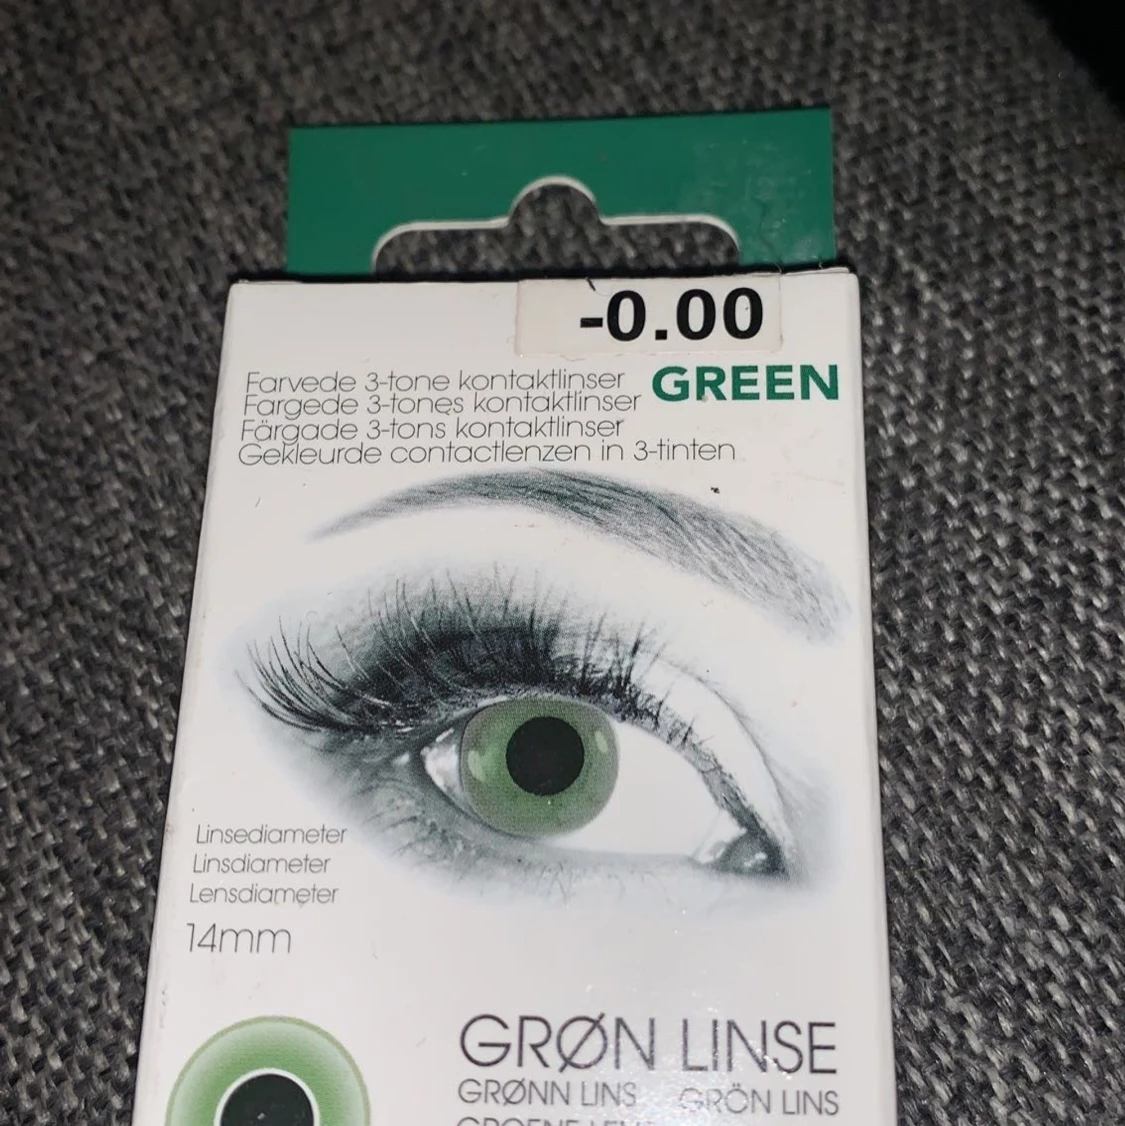 -0.00
GREEN
Farvede 3-tone kontaktlinser
Fargede 3-tones kontaktlinser
Färgade 3-tons kontaktlinser
Gekleurde contactlenzen in 3-tinten
Linsediameter
Linsdiameter
Lensdiameter
14mm
GRØN LINSE
GRØNN LINS GRÖN LINS